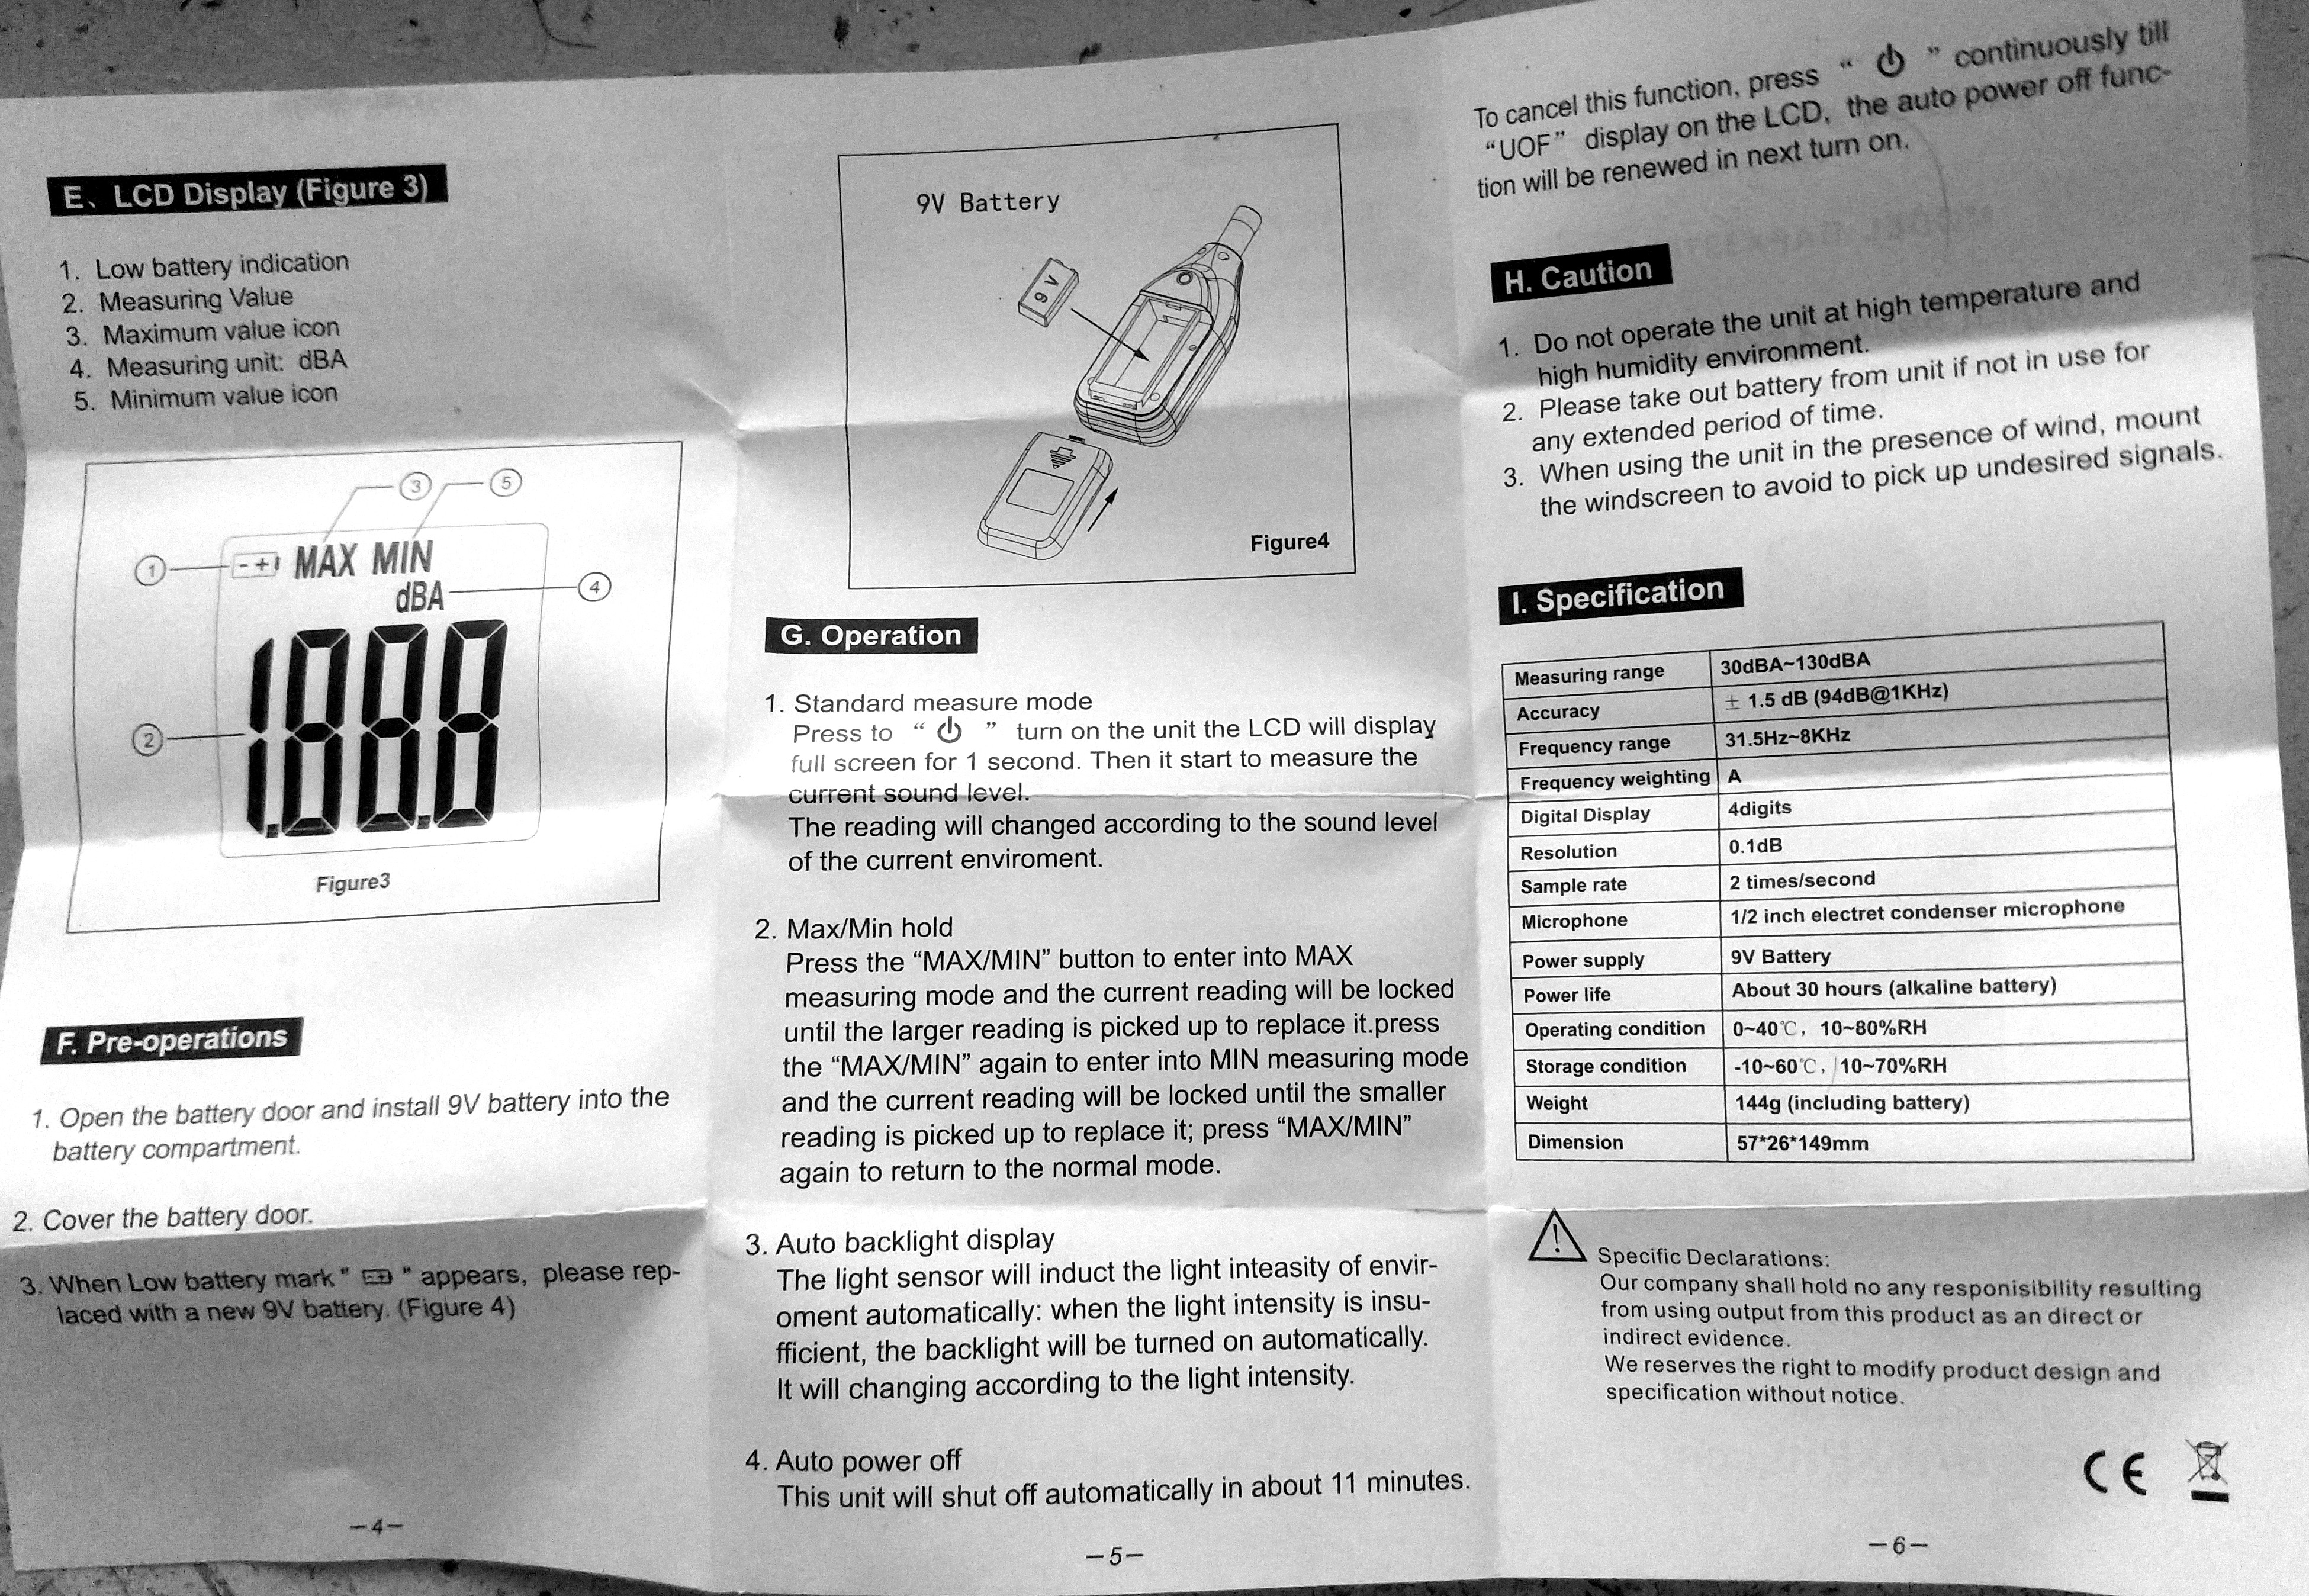 E、LCD Display (Figure 3)
1. Low battery indication
2. Measuring Value
3. Maximum value icon
4. Measuring unit: dBA
5. Minimum value icon
3 5
1 -+ MAX MIN
dBA 4
188.8
2
Figure3
F. Pre-operations
1. Open the battery door and install 9V battery into the
battery compartment.
2. Cover the battery door.
3. When Low battery mark " -+ " appears, please rep-
laced with a new 9V battery. (Figure 4)
—4—
9V Battery
9 V
Figure4
G. Operation
1. Standard measure mode
Press to “ ⏻ ” turn on the unit the LCD will display
full screen for 1 second. Then it start to measure the
current sound level.
The reading will changed according to the sound level
of the current enviroment.
2. Max/Min hold
Press the “MAX/MIN” button to enter into MAX
measuring mode and the current reading will be locked
until the larger reading is picked up to replace it.press
the “MAX/MIN” again to enter into MIN measuring mode
and the current reading will be locked until the smaller
reading is picked up to replace it; press “MAX/MIN”
again to return to the normal mode.
3. Auto backlight display
The light sensor will induct the light inteasity of envir-
oment automatically: when the light intensity is insu-
fficient, the backlight will be turned on automatically.
It will changing according to the light intensity.
4. Auto power off
This unit will shut off automatically in about 11 minutes.
—5—
To cancel this function, press “ ⏻ ” continuously till
“UOF” display on the LCD, the auto power off func-
tion will be renewed in next turn on.
H. Caution
1. Do not operate the unit at high temperature and
high humidity environment.
2. Please take out battery from unit if not in use for
any extended period of time.
3. When using the unit in the presence of wind, mount
the windscreen to avoid to pick up undesired signals.
I. Specification
Measuring range 30dBA~130dBA
Accuracy ± 1.5 dB (94dB@1KHz)
Frequency range 31.5Hz~8KHz
Frequency weighting A
Digital Display 4digits
Resolution 0.1dB
Sample rate 2 times/second
Microphone 1/2 inch electret condenser microphone
Power supply 9V Battery
Power life About 30 hours (alkaline battery)
Operating condition 0~40℃, 10~80%RH
Storage condition -10~60℃, 10~70%RH
Weight 144g (including battery)
Dimension 57*26*149mm
Specific Declarations:
Our company shall hold no any responisibility resulting
from using output from this product as an direct or
indirect evidence.
We reserves the right to modify product design and
specification without notice.
CE
—6—